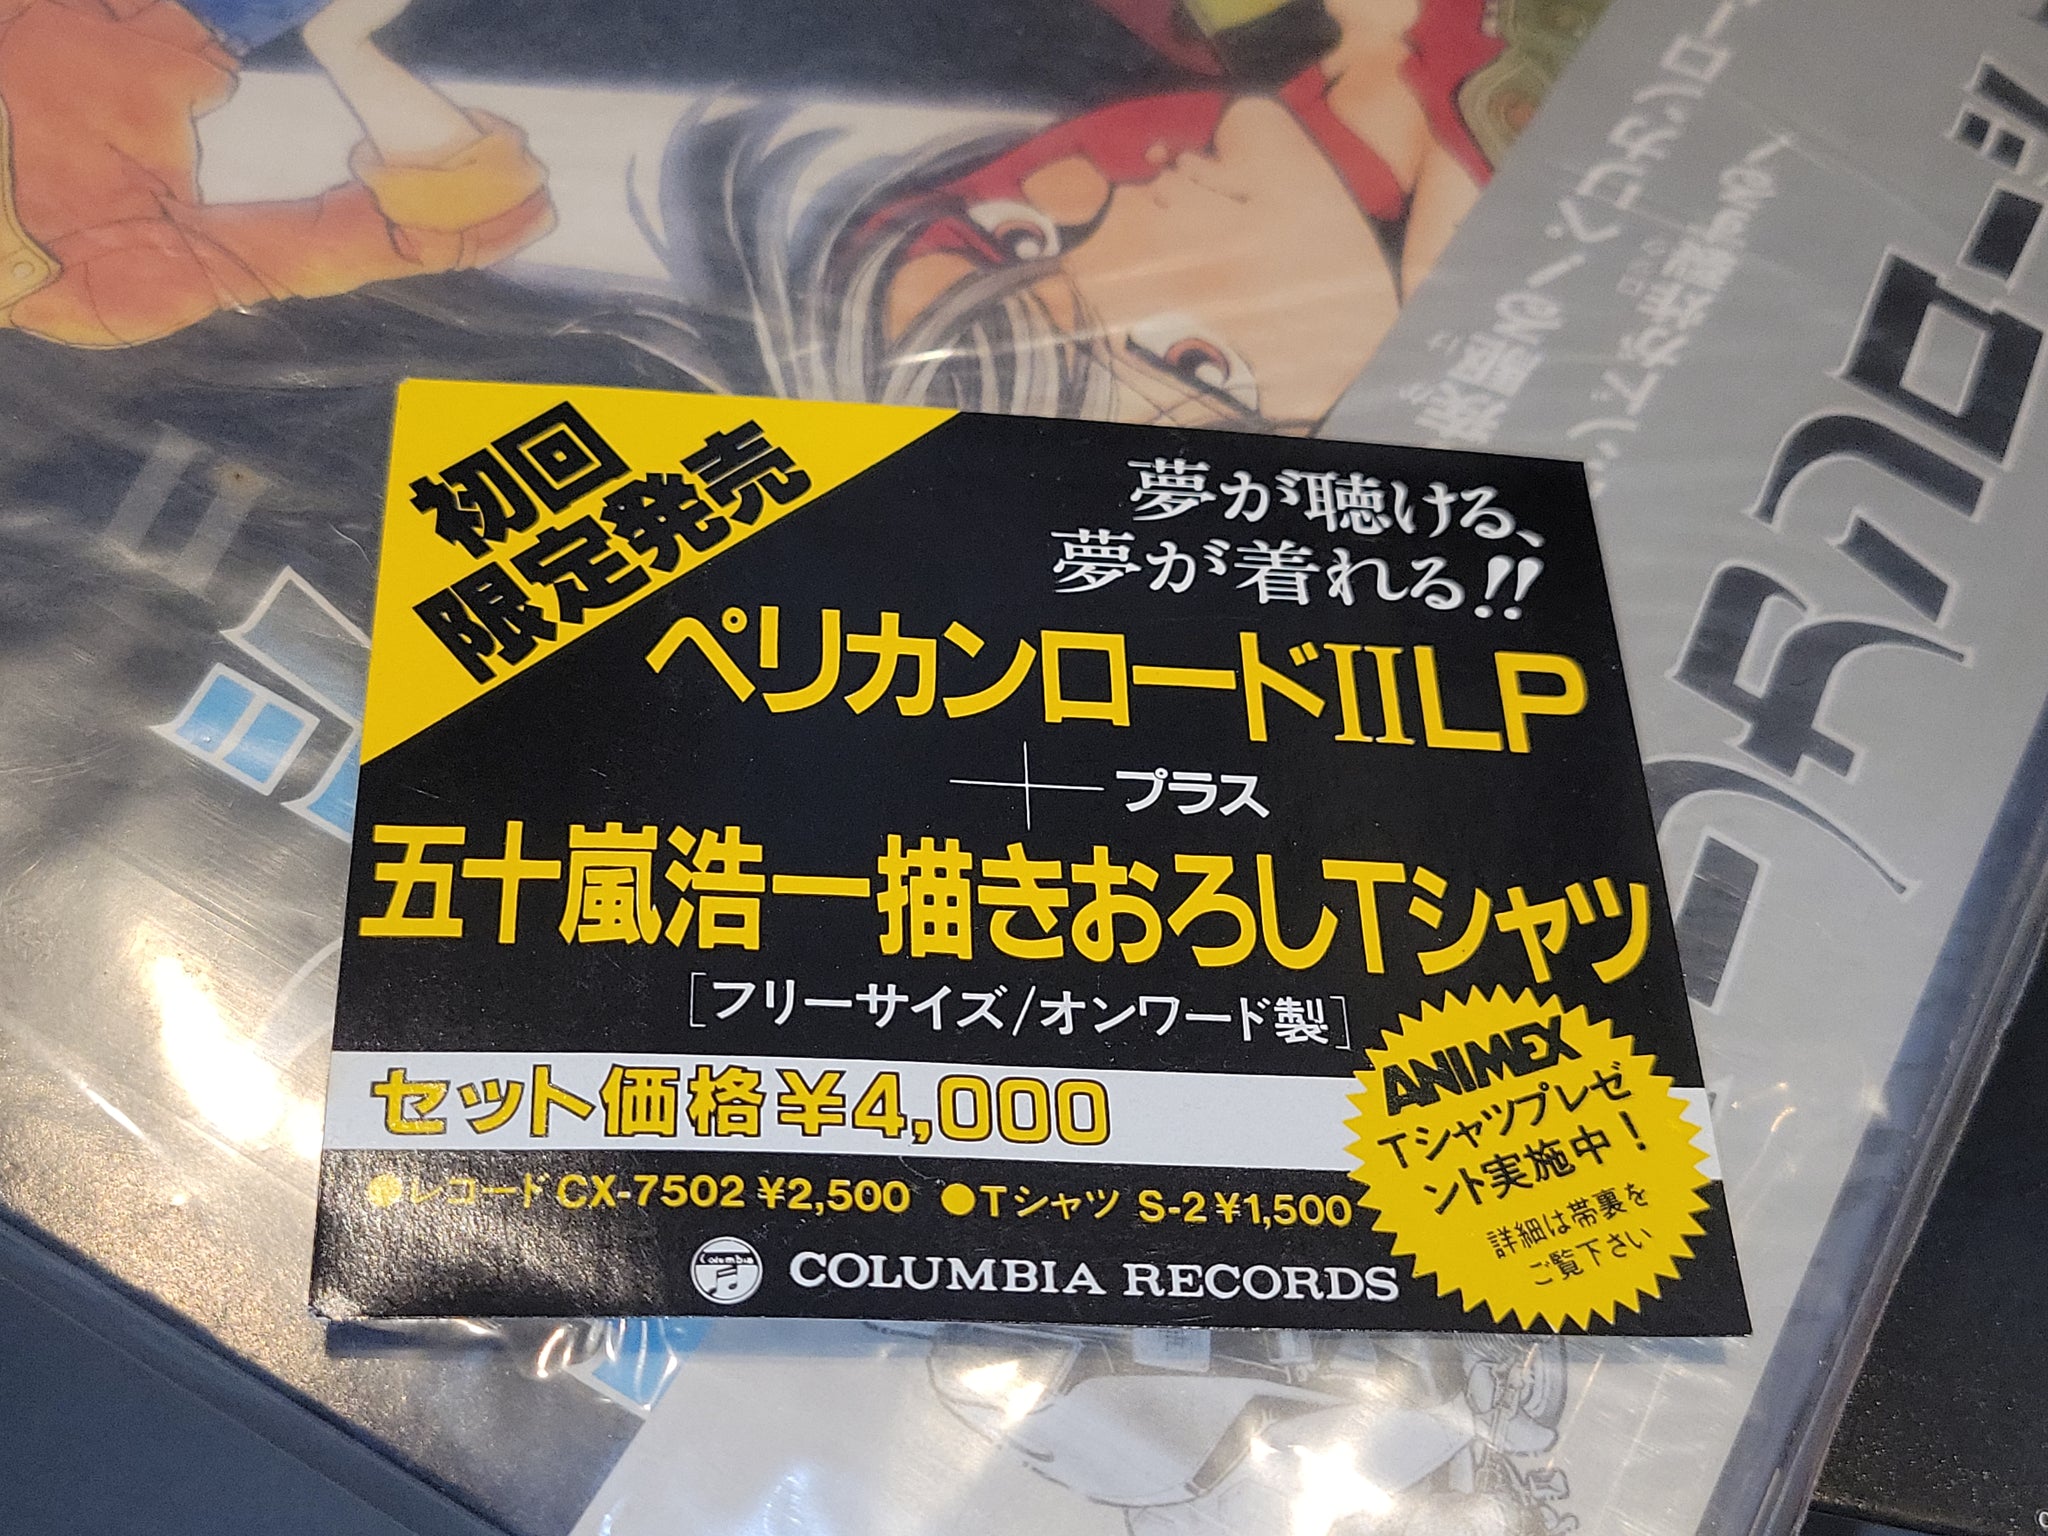 初回
限定発売
夢が聴ける、
夢が着れる!!
ペリカンロードIILP
プラス
五十嵐浩一描きおろしTシャツ
[フリーサイズ/オンワード製]
セット価格¥4,000
●レコードCX-7502¥2,500 ●Tシャツ S-2¥1,500
Columbia
COLUMBIA RECORDS
ANIMEX
Tシャツプレゼ
ント実施中!
詳細は帯裏を
ご覧下さい